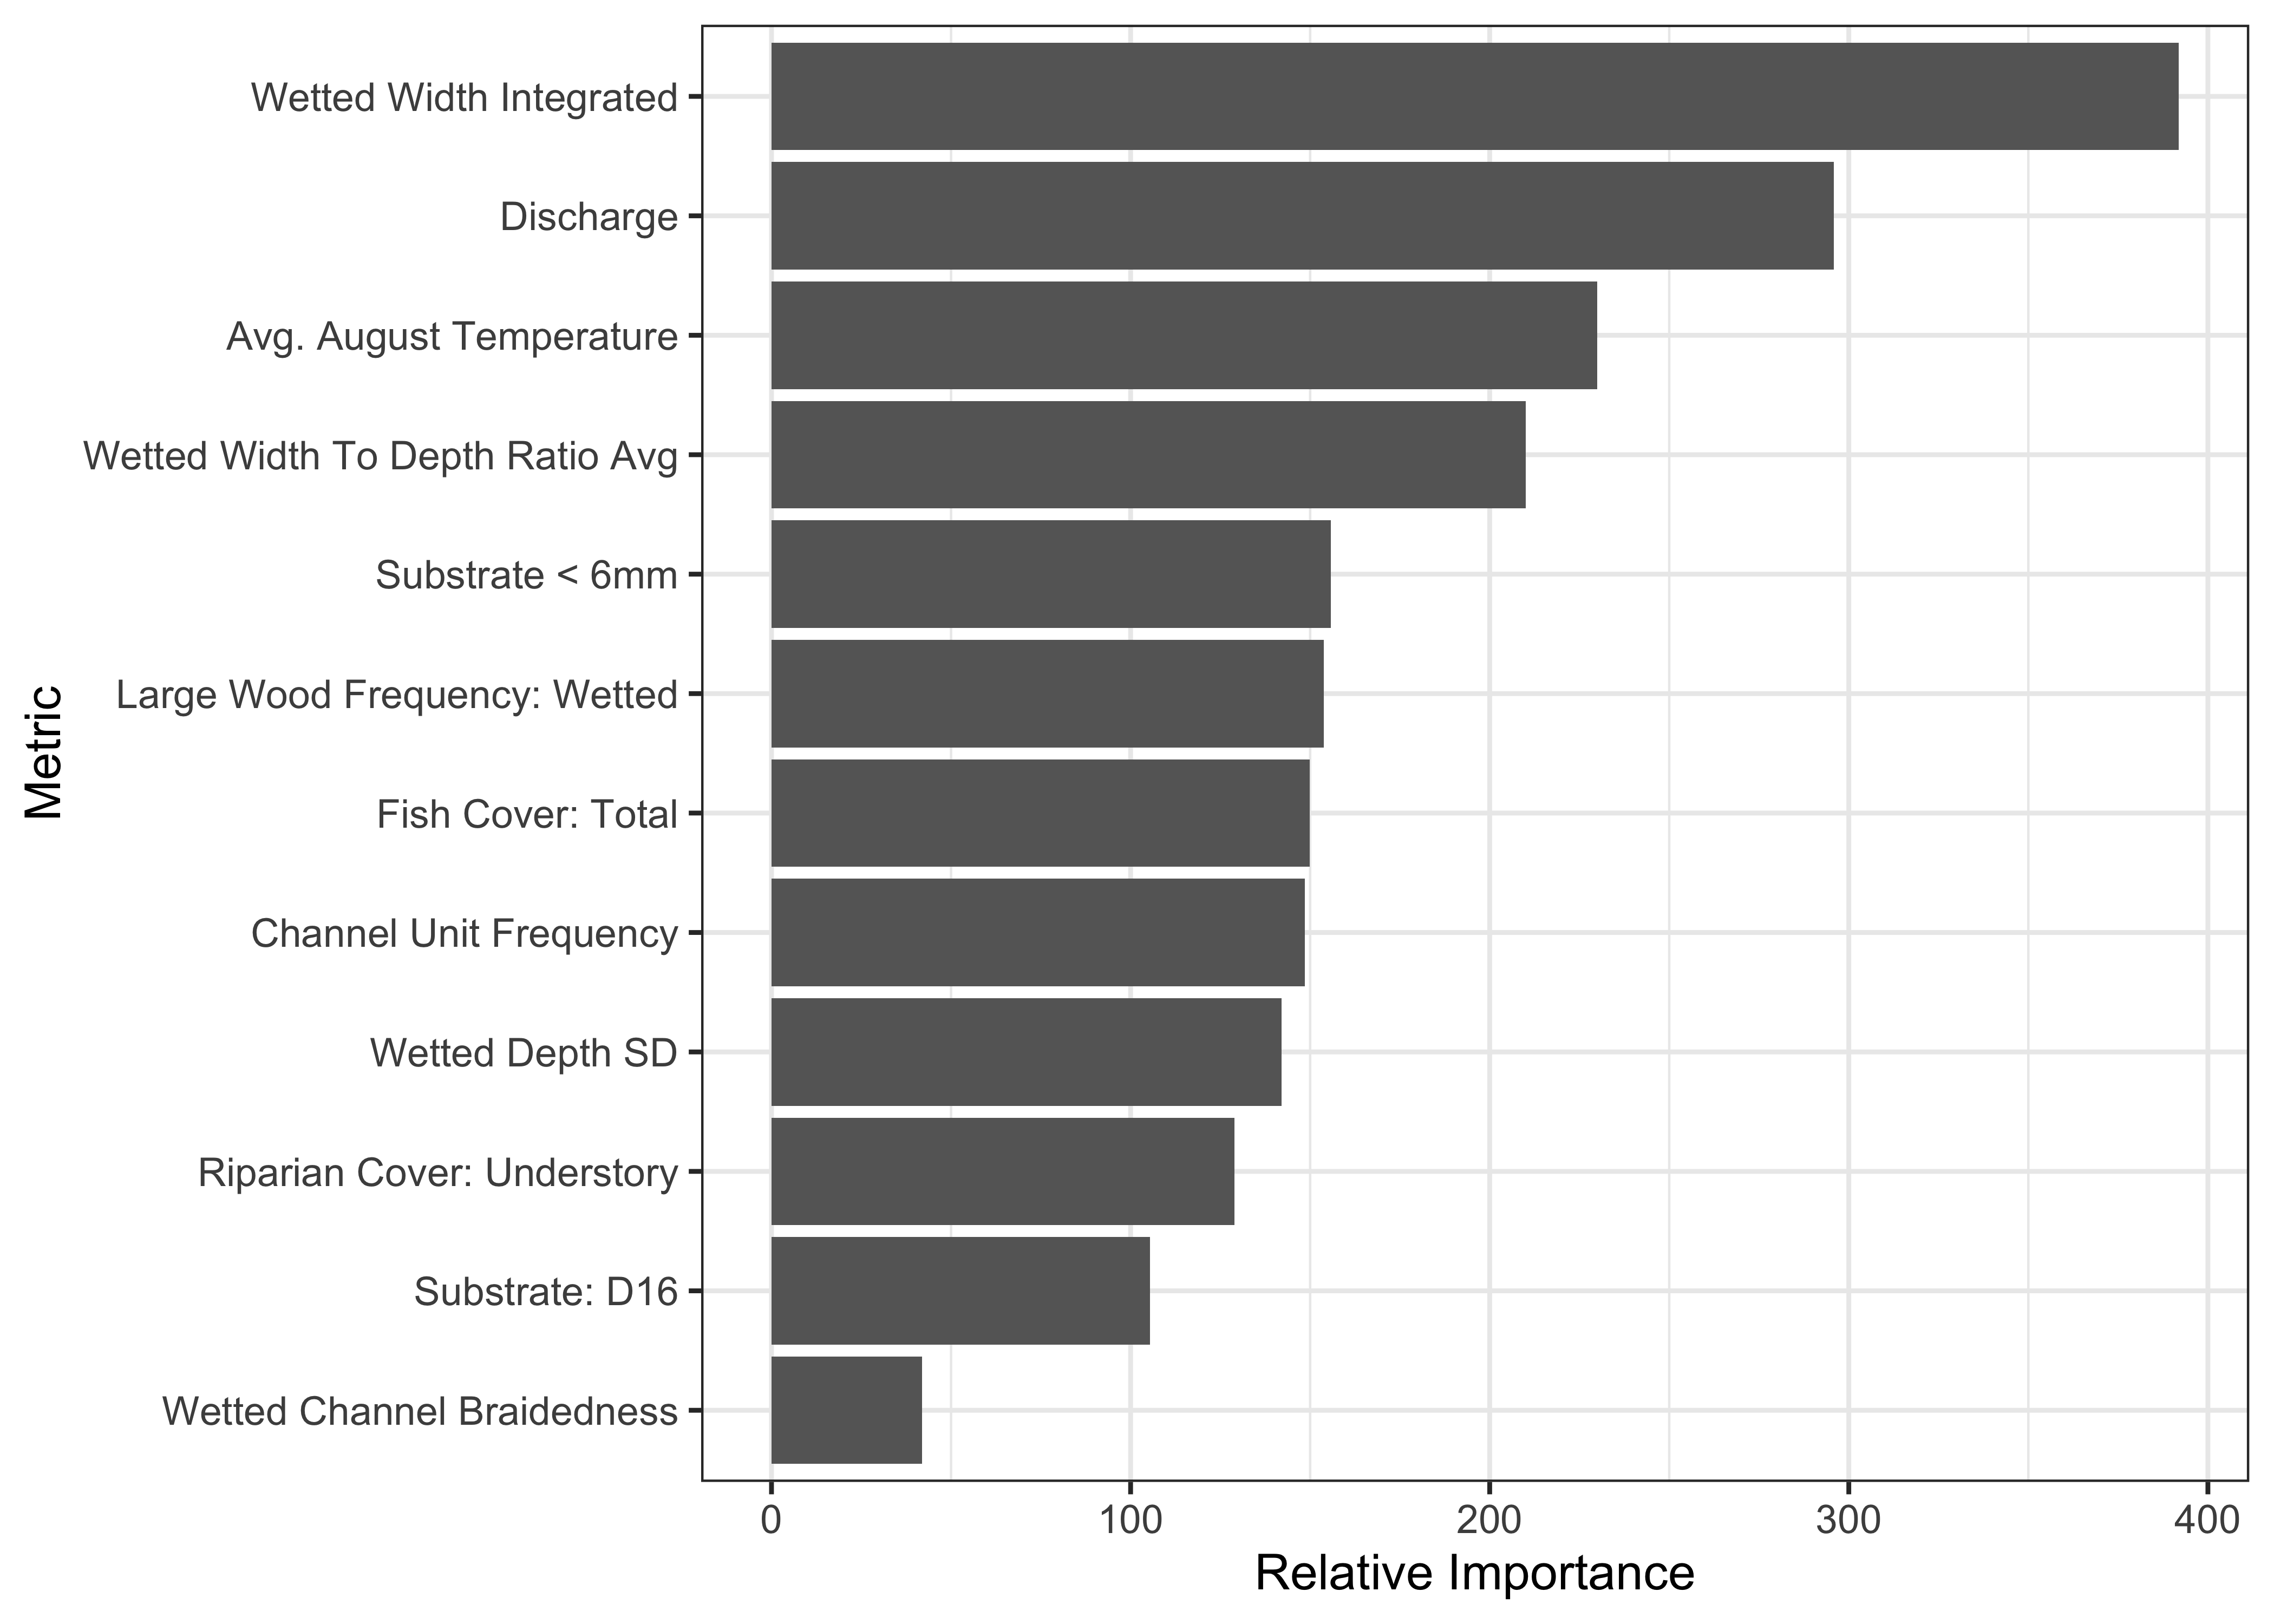 Wetted Width Integrated
Discharge
Avg. August Temperature
Wetted Width To Depth Ratio Avg
Substrate < 6mm
Large Wood Frequency: Wetted
Fish Cover: Total
Channel Unit Frequency
Wetted Depth SD
Riparian Cover: Understory
Substrate: D16
Wetted Channel Braidedness
Metric
0 100 200 300 400
Relative Importance